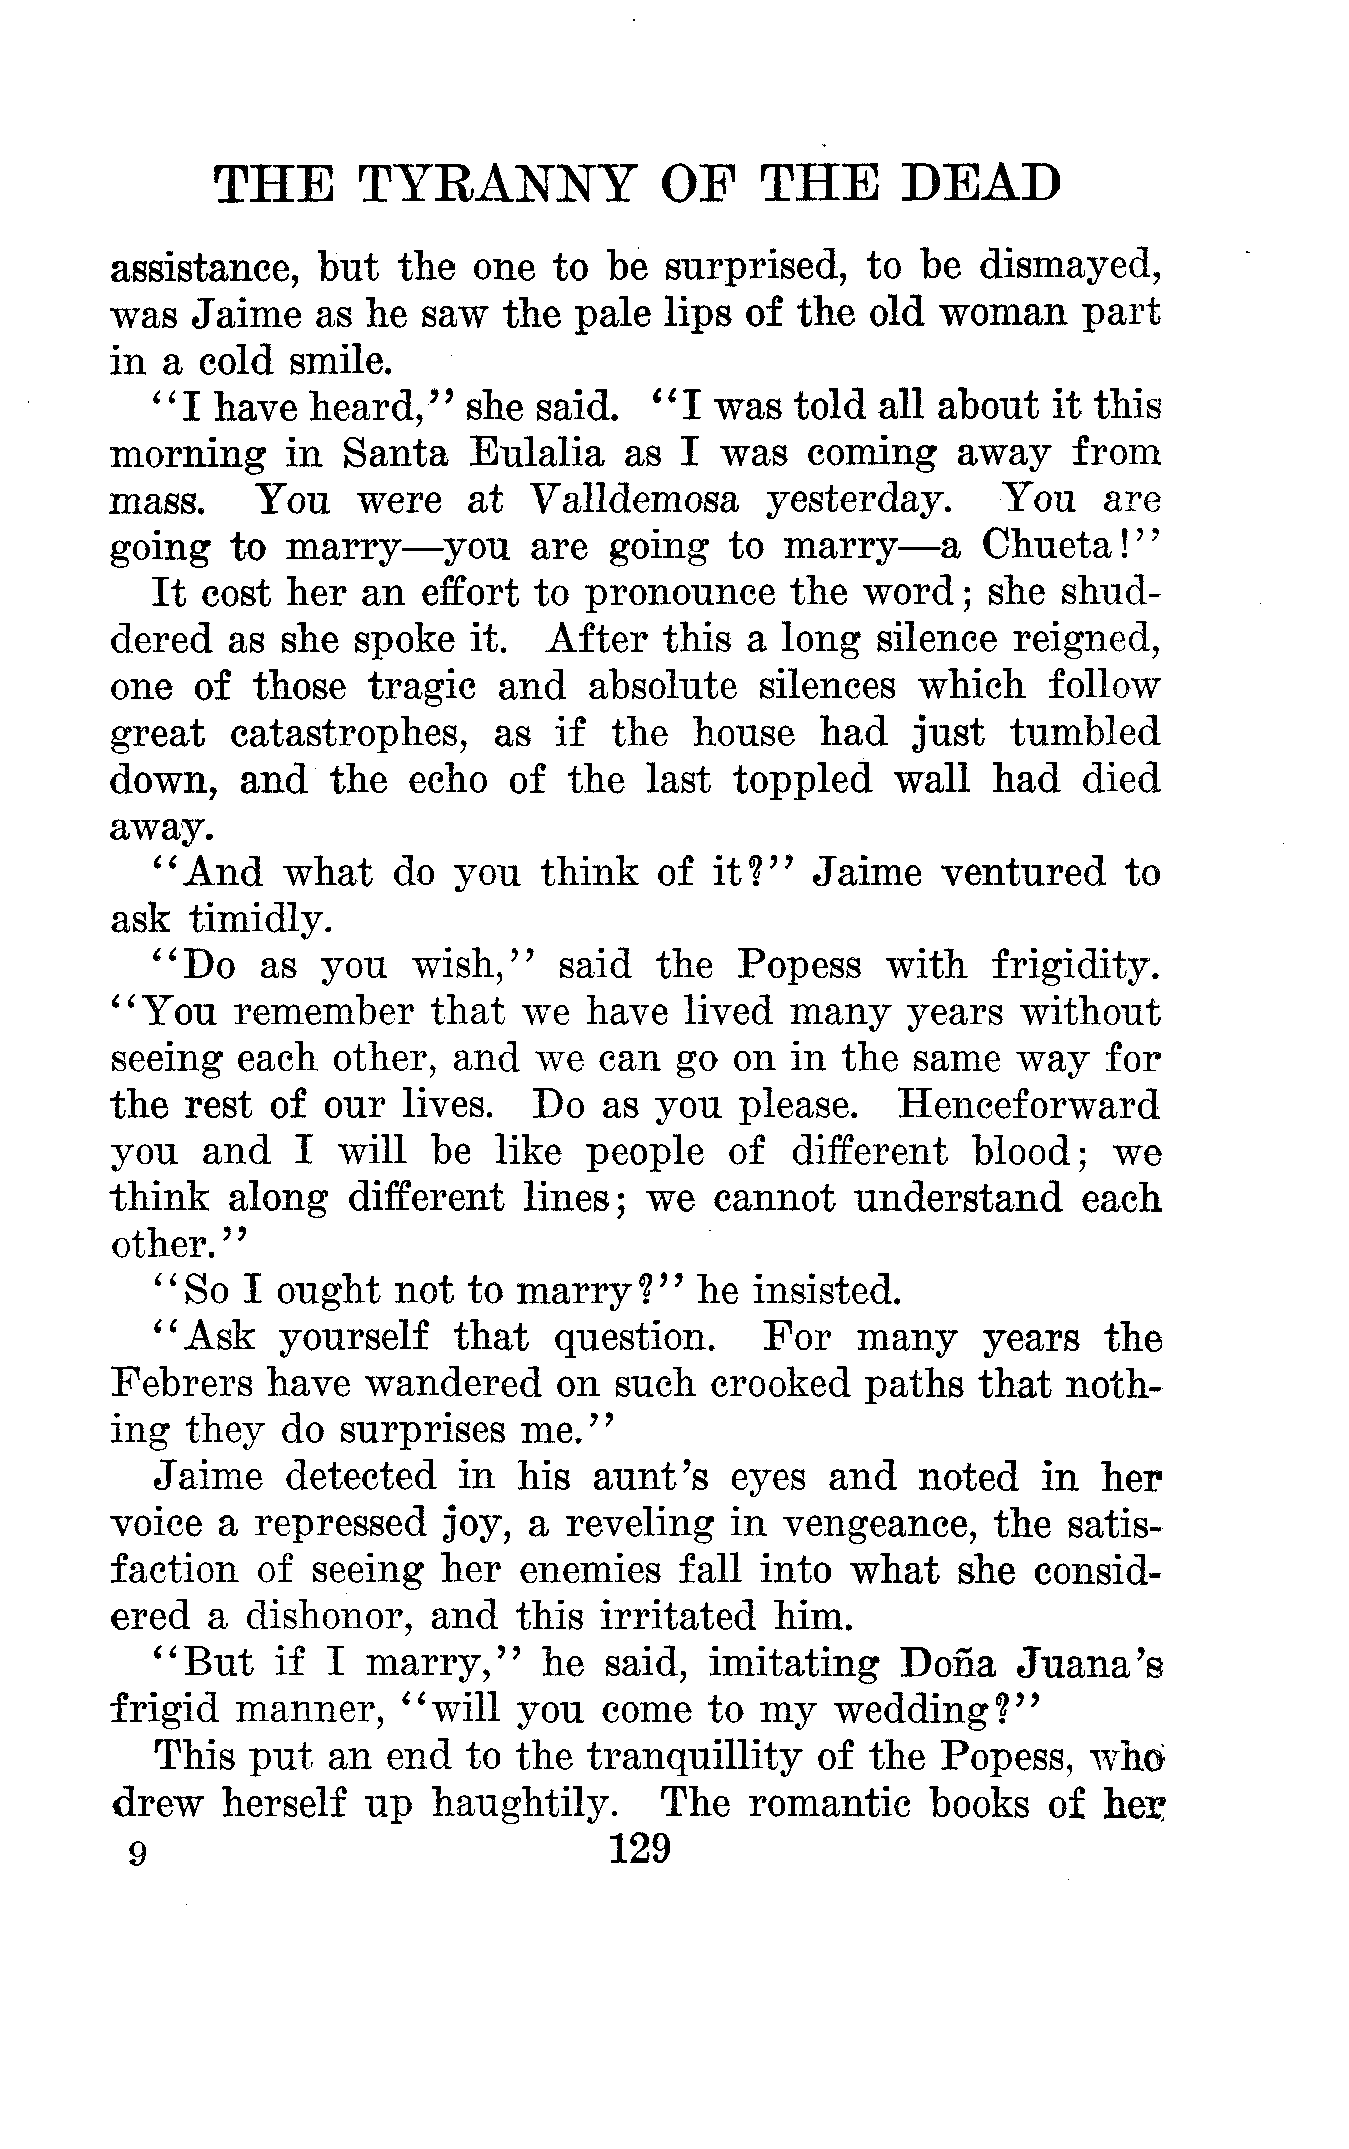 THE TYRANNY OF THE DEAD
assistance, but the one to be surprised, to be dismayed,
was Jaime as he saw the pale lips of the old woman part
in a cold smile.
"I have heard," she said. "I was told all about it this
morning in Santa Eulalia as I was coming away from
mass. You were at Valldemosa yesterday. You are
going to marry—you are going to marry—a Chueta!"
It cost her an effort to pronounce the word; she shud-
dered as she spoke it. After this a long silence reigned,
one of those tragic and absolute silences which follow
great catastrophes, as if the house had just tumbled
down, and the echo of the last toppled wall had died
away.
"And what do you think of it?" Jaime ventured to
ask timidly.
"Do as you wish," said the Popess with frigidity.
"You remember that we have lived many years without
seeing each other, and we can go on in the same way for
the rest of our lives. Do as you please. Henceforward
you and I will be like people of different blood; we
think along different lines; we cannot understand each
other."
"So I ought not to marry?" he insisted.
"Ask yourself that question. For many years the
Febrers have wandered on such crooked paths that noth-
ing they do surprises me."
Jaime detected in his aunt's eyes and noted in her
voice a repressed joy, a reveling in vengeance, the satis-
faction of seeing her enemies fall into what she consid-
ered a dishonor, and this irritated him.
"But if I marry," he said, imitating Doña Juana's
frigid manner, "will you come to my wedding?"
This put an end to the tranquillity of the Popess, who
drew herself up haughtily. The romantic books of her
9 129